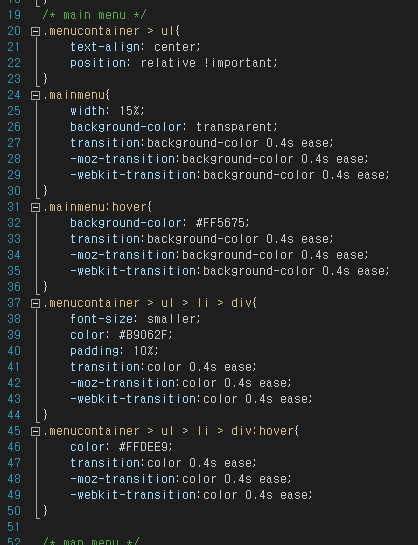 19 /* main menu */
20 .menucontainer > ul{
21 text-align: center;
22 position: relative !important;
23 }
24 .mainmenu{
25 width: 15%;
26 background-color: transparent;
27 transition:background-color 0.4s ease;
28 -moz-transition:background-color 0.4s ease;
29 -webkit-transition:background-color 0.4s ease;
30 }
31 .mainmenu:hover{
32 background-color: #FF5675;
33 transition:background-color 0.4s ease;
34 -moz-transition:background-color 0.4s ease;
35 -webkit-transition:background-color 0.4s ease;
36 }
37 .menucontainer > ul > li > div{
38 font-size: smaller;
39 color: #B9062F;
40 padding: 10%;
41 transition:color 0.4s ease;
42 -moz-transition:color 0.4s ease;
43 -webkit-transition:color 0.4s ease;
44 }
45 .menucontainer > ul > li > div:hover{
46 color: #FFDEE9;
47 transition:color 0.4s ease;
48 -moz-transition:color 0.4s ease;
49 -webkit-transition:color 0.4s ease;
50 }
51
52 /* map menu */